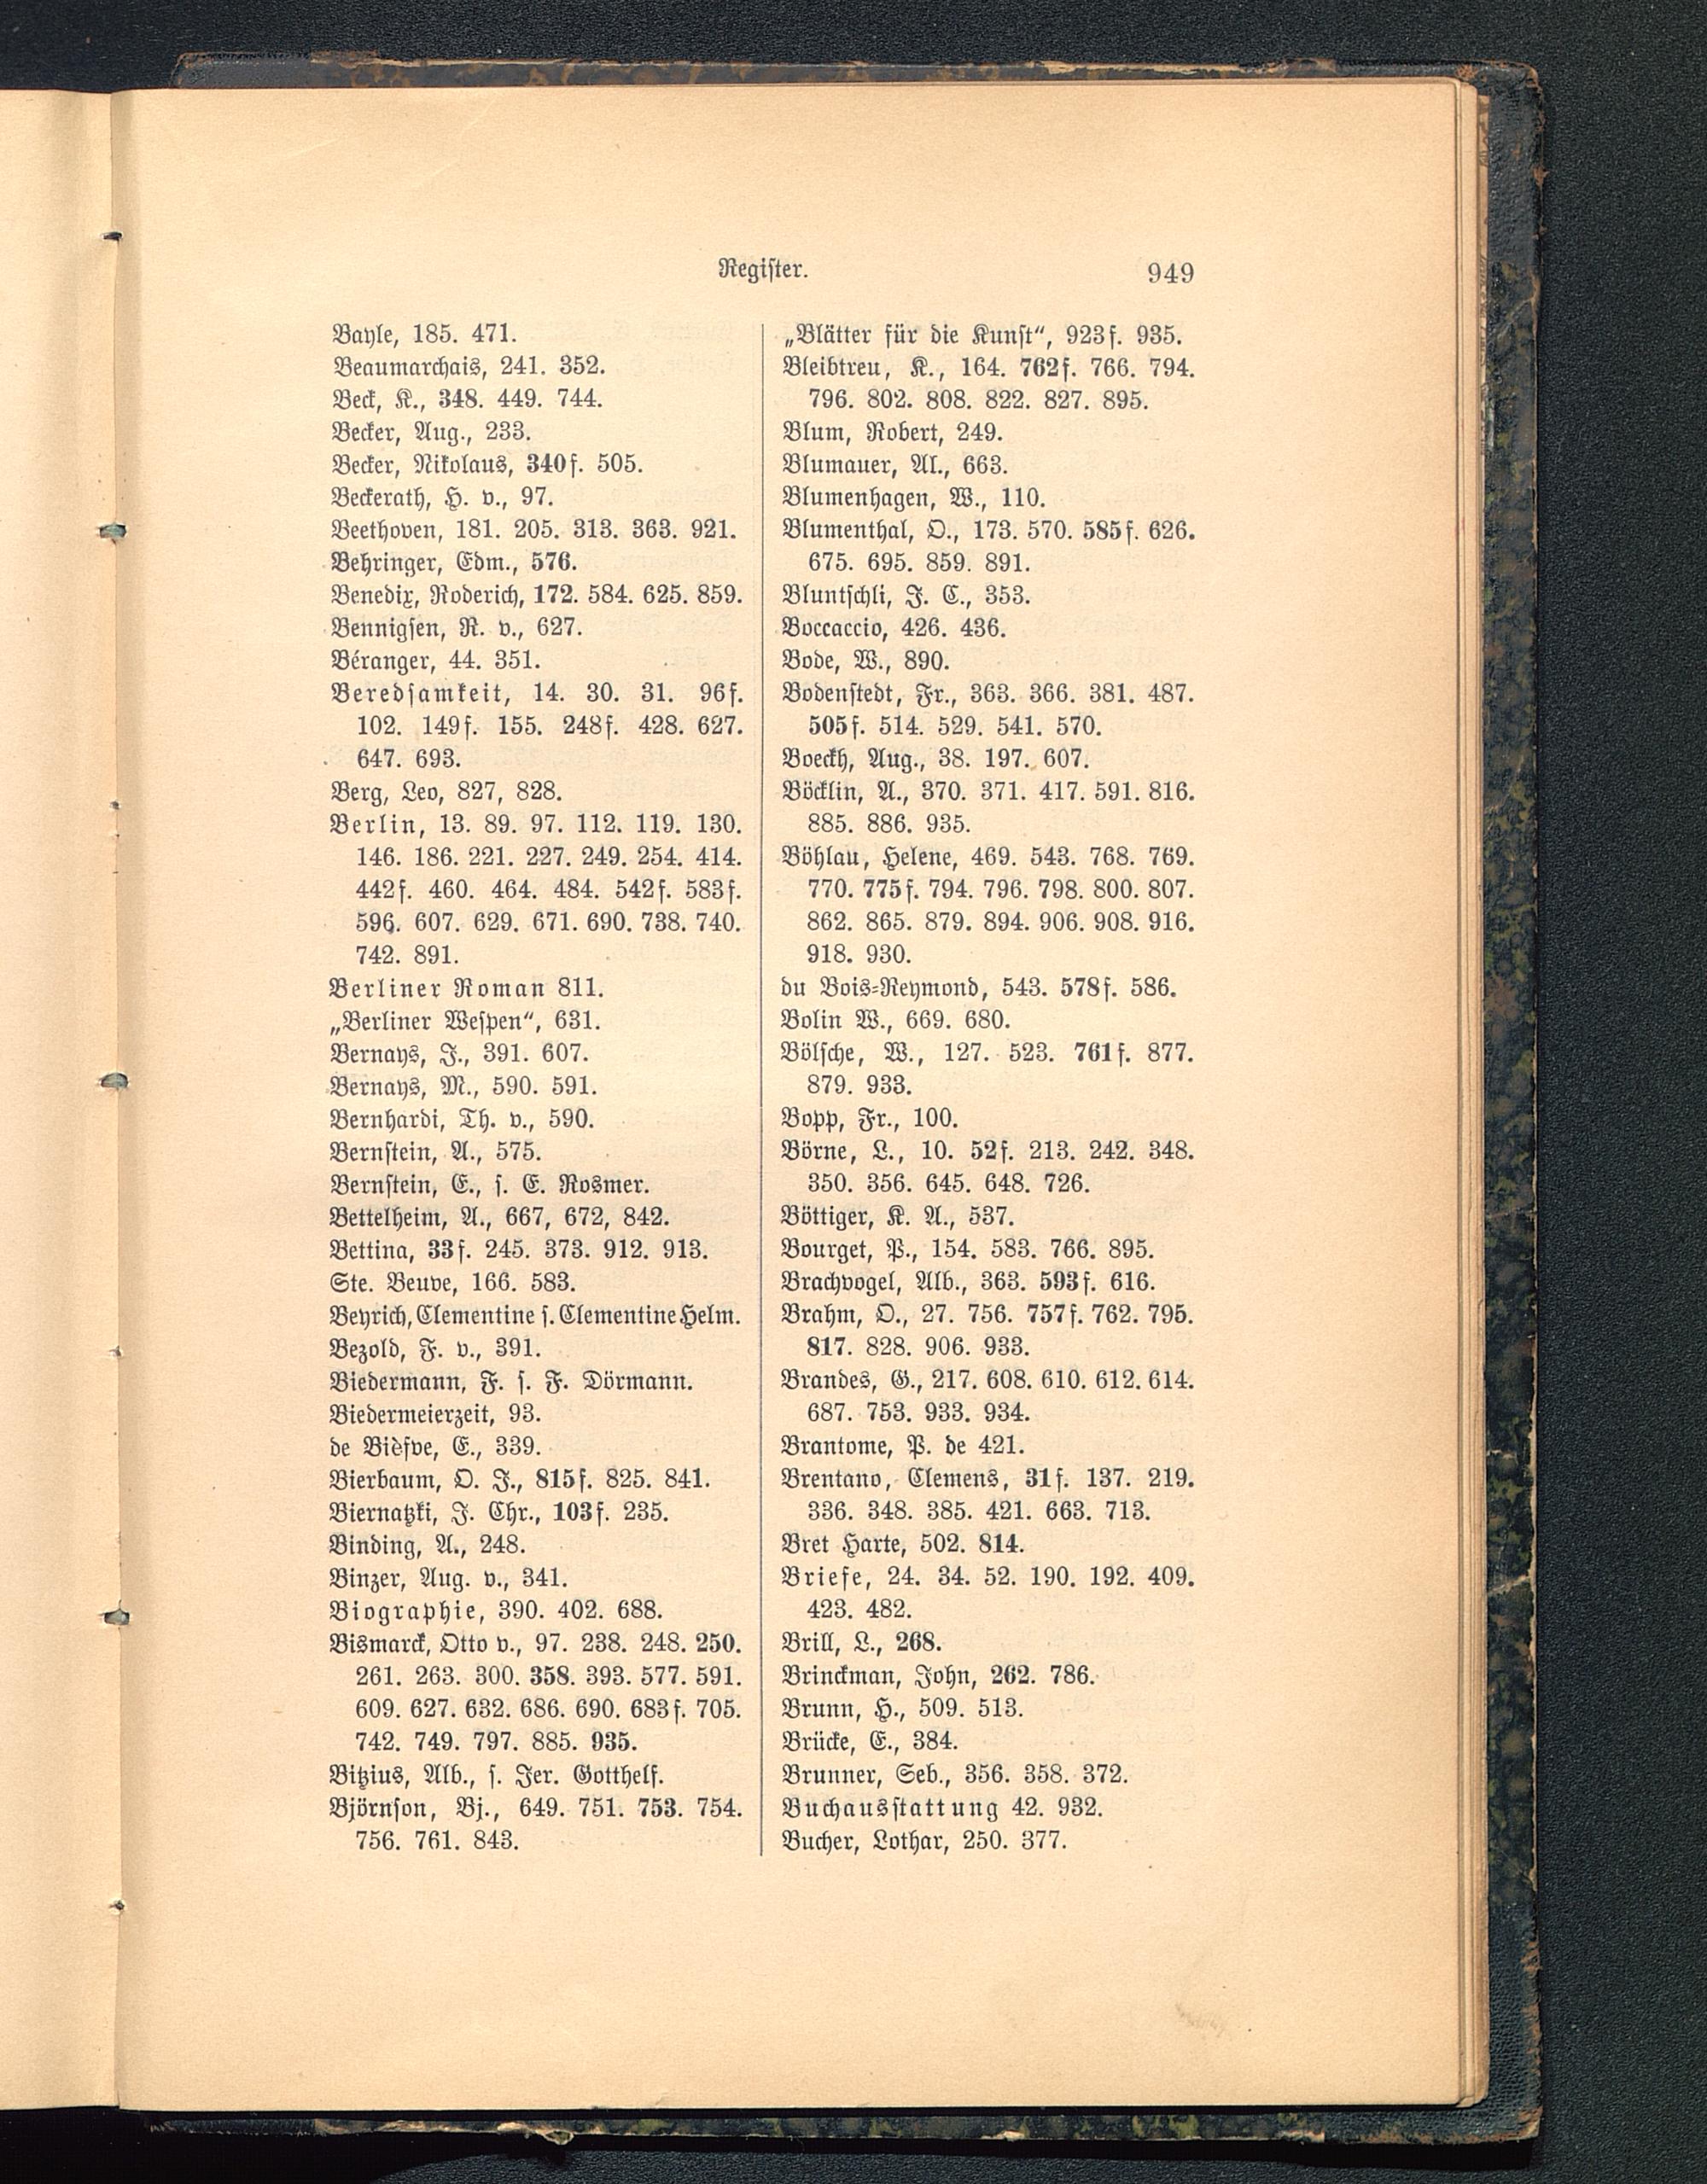 Register.
949
Bayle, 185. 471.
Beaumarchais, 241. 352.
Beck, K., 348. 449. 744.
Becker, Aug., 233.
Becker, Nikolaus, 340f. 505.
Beckerath, H. v., 97.
Beethoven, 181. 205. 313. 363. 921.
Behringer, Edm., 576.
Benedix, Roderich, 172. 584. 625. 859.
Bennigsen, R. v., 627.
Béranger, 44. 351.
Beredsamkeit, 14. 30. 31. 96f.
102. 149f. 155. 248f. 428. 627.
647. 693.
Berg, Leo, 827, 828.
Berlin, 13. 89. 97. 112. 119. 130.
146. 186. 221. 227. 249. 254. 414.
442f. 460. 464. 484. 542f. 583f.
596. 607. 629. 671. 690. 738. 740.
742. 891.
Berliner Roman 811.
„Berliner Weſpen“, 631.
Bernays, J., 391. 607.
Bernays, M., 590. 591.
Bernhardi, Th. v., 590.
Bernſtein, A., 575.
Bernſtein, E., ſ. E. Rosmer.
Bettelheim, A., 667, 672, 842.
Bettina, 33f. 245. 373. 912. 913.
Ste. Beuve, 166. 583.
Beyrich, Clementine ſ. Clementine Helm.
Bezold, F. v., 391.
Biedermann, F. ſ. F. Dörmann.
Biedermeierzeit, 93.
de Bièfve, E., 339.
Bierbaum, O. J., 815f. 825. 841.
Biernatzki, J. Chr., 103f. 235.
Binding, A., 248.
Binzer, Aug. v., 341.
Biographie, 390. 402. 688.
Bismarck, Otto v., 97. 238. 248. 250.
261. 263. 300. 358. 393. 577. 591.
609. 627. 632. 686. 690. 683f. 705.
742. 749. 797. 885. 935.
Bitzius, Alb., ſ. Jer. Gotthelf.
Björnſon, Bj., 649. 751. 753. 754.
756. 761. 843.
„Blätter für die Kunſt“, 923f. 935.
Bleibtreu, K., 164. 762f. 766. 794.
796. 802. 808. 822. 827. 895.
Blum, Robert, 249.
Blumauer, Al., 663.
Blumenhagen, W., 110.
Blumenthal, O., 173. 570. 585f. 626.
675. 695. 859. 891.
Bluntſchli, J. C., 353.
Boccaccio, 426. 436.
Bode, W., 890.
Bodenſtedt, Fr., 363. 366. 381. 487.
505f. 514. 529. 541. 570.
Boeckh, Aug., 38. 197. 607.
Böcklin, A., 370. 371. 417. 591. 816.
885. 886. 935.
Böhlau, Helene, 469. 543. 768. 769.
770. 775f. 794. 796. 798. 800. 807.
862. 865. 879. 894. 906. 908. 916.
918. 930.
du Bois-Reymond, 543. 578f. 586.
Bolin W., 669. 680.
Bölſche, W., 127. 523. 761f. 877.
879. 933.
Bopp, Fr., 100.
Börne, L., 10. 52f. 213. 242. 348.
350. 356. 645. 648. 726.
Böttiger, K. A., 537.
Bourget, P., 154. 583. 766. 895.
Brachvogel, Alb., 363. 593f. 616.
Brahm, O., 27. 756. 757f. 762. 795.
817. 828. 906. 933.
Brandes, G., 217. 608. 610. 612. 614.
687. 753. 933. 934.
Brantome, P. de 421.
Brentano, Clemens, 31f. 137. 219.
336. 348. 385. 421. 663. 713.
Bret Harte, 502. 814.
Briefe, 24. 34. 52. 190. 192. 409.
423. 482.
Brill, L., 268.
Brinckman, John, 262. 786.
Brunn, H., 509. 513.
Brücke, E., 384.
Brunner, Seb., 356. 358. 372.
Buchausſtattung 42. 932.
Bucher, Lothar, 250. 377.